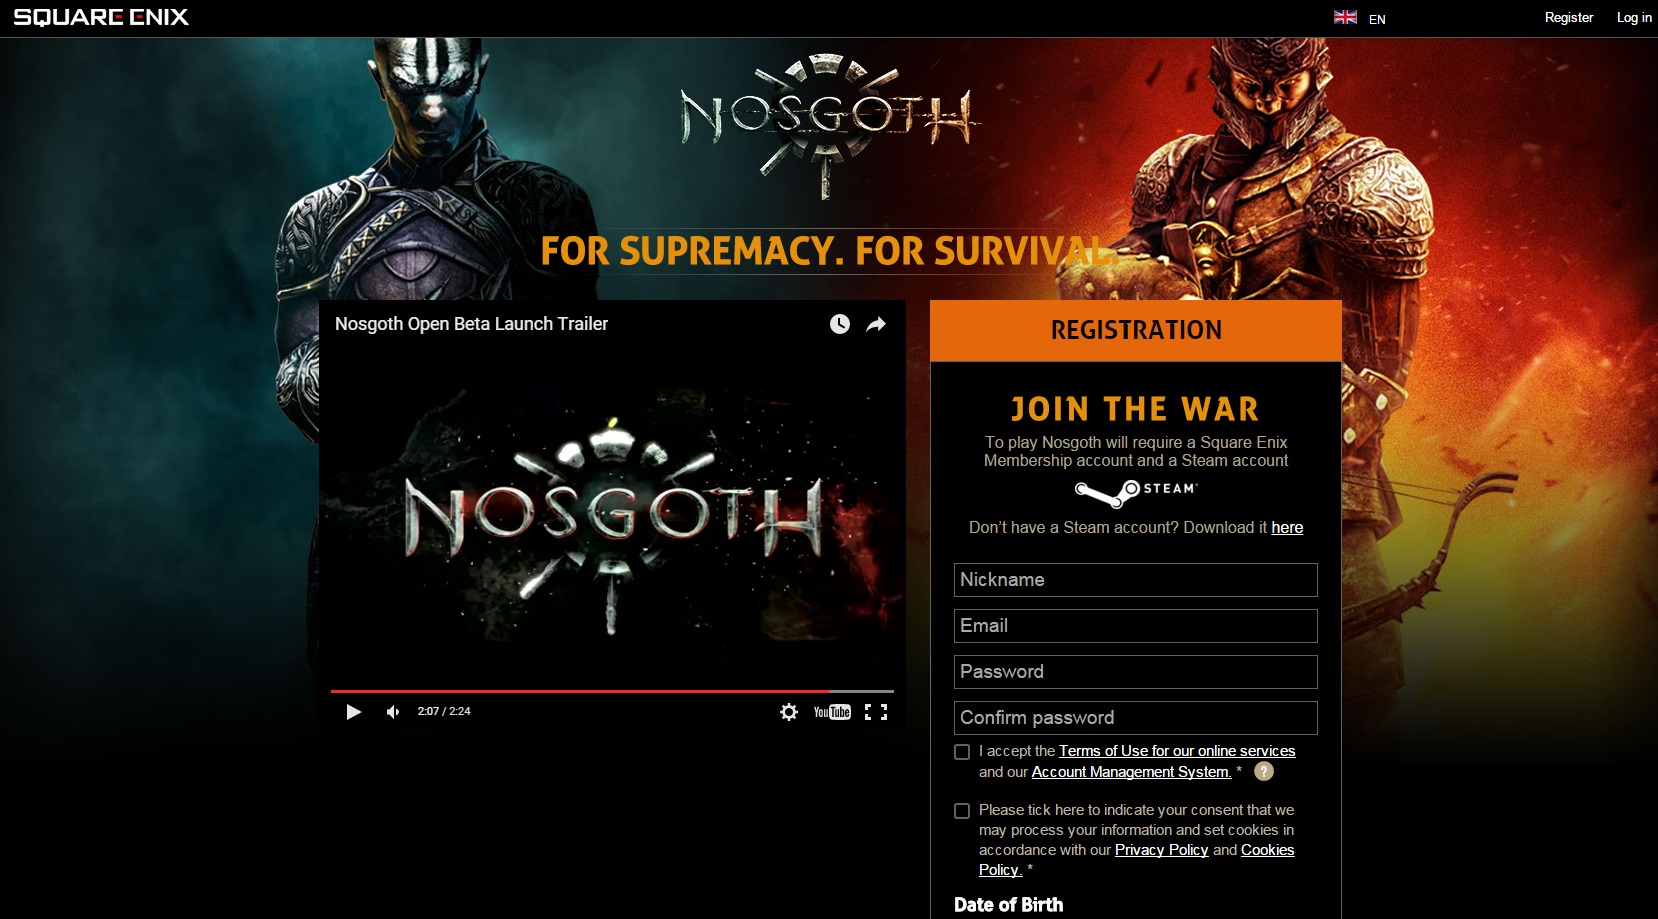 SQUARE ENIX
EN
Register
Log in
NOSGOTH
FOR SUPREMACY. FOR SURVIVAL.
Nosgoth Open Beta Launch Trailer
NOSGOTH
2:07 / 2:24
YouTube
REGISTRATION
JOIN THE WAR
To play Nosgoth will require a Square Enix
Membership account and a Steam account
STEAM
Don’t have a Steam account? Download it here
Nickname
Email
Password
Confirm password
I accept the Terms of Use for our online services
and our Account Management System. * ?
Please tick here to indicate your consent that we
may process your information and set cookies in
accordance with our Privacy Policy and Cookies
Policy. *
Date of Birth